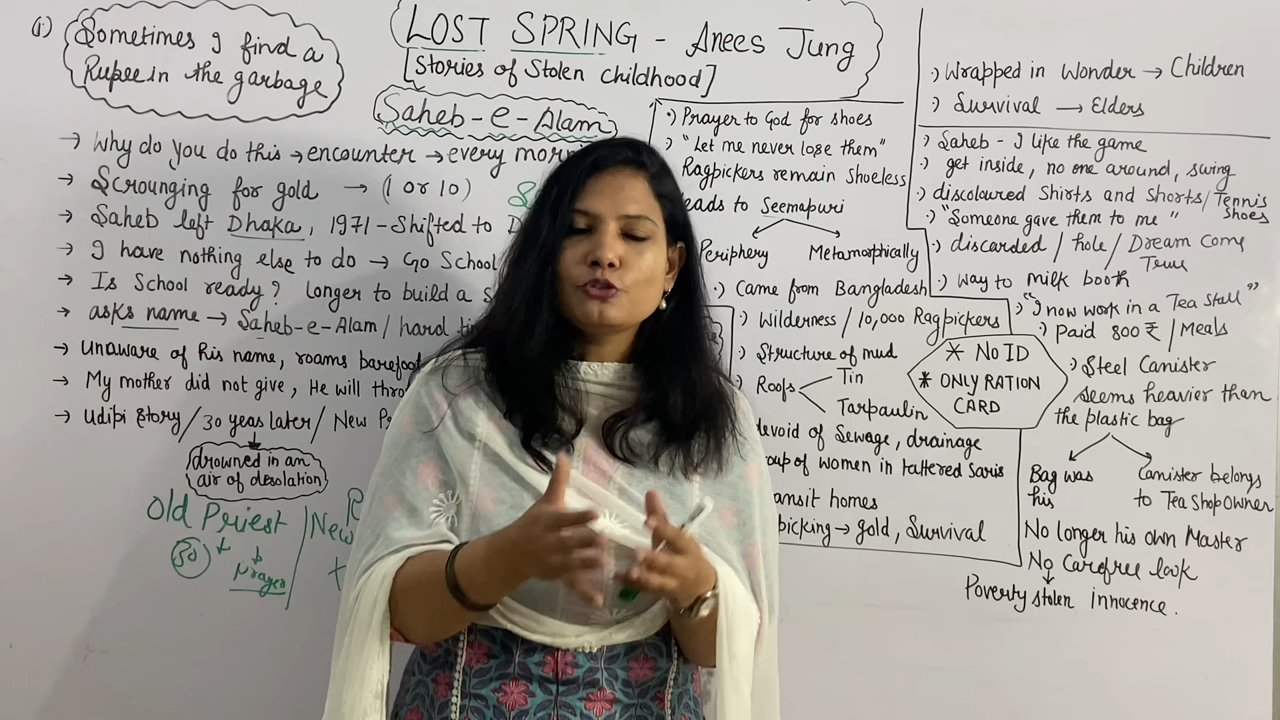 (i) Sometimes I find a
Rupee in the garbage
LOST SPRING - Anees Jung
[Stories of Stolen childhood]
Saheb-e-Alam
→ Why do you do this → encounter → every
→ Scrounging for gold → (1 or 10)
→ Saheb left Dhaka, 1971 - Shifted to
→ I have nothing else to do → Go School
→ Is School ready? longer to build a
→ asks name → Saheb-e-Alam / hard
→ unaware of his name, roams barefoot
→ My mother did not give, He will
→ Udipi story / 30 years later / New
drowned in an
air of desolation
Old Priest
30
Prayer
New
·) Prayer to God for shoes
·) "Let me never lose them"
Ragpickers remain shoeless
to Seemapuri
Periphery Metamorphically
·) Came from Bangladesh
·) Wilderness / 10,000 Ragpickers
·) Structure of mud
·) Roofs Tin
Tarpaulin
devoid of Sewage, drainage
of women in tattered Saris
homes
→ gold, Survival
·) Wrapped in Wonder → Children
·) Survival → Elders
·) Saheb - I like the game
·) get inside, no one around, swing
·) discoloured Shirts and Shorts / Tennis
Shoes
·) "Someone gave them to me"
·) discarded / hole / Dream Come
True
·) Way to milk booth
·) "I now work in a Tea Stall"
·) Paid 800 ₹ / Meals
* NO ID
* ONLY RATION
CARD
·) Steel Canister
seems heavier than
the plastic bag
Bag was
his
Canister belongs
to Tea Shop Owner
No longer his own Master
No Carefree look
Poverty stolen innocence.